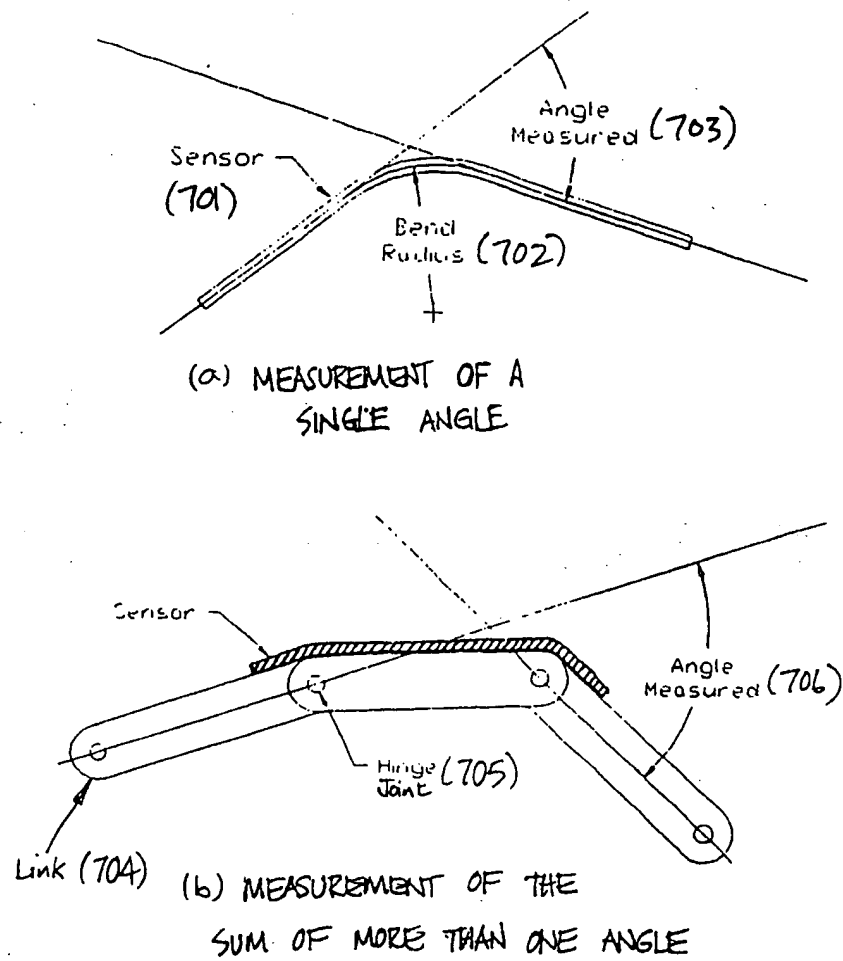 Angle
Measured (703)
Sensor
(701)
Bend
Radius (702)
(a) MEASUREMENT OF A
SINGLE ANGLE
Sensor
Angle
Measured (706)
Hinge (705)
Joint
Link (704)
(b) MEASUREMENT OF THE
SUM OF MORE THAN ONE ANGLE